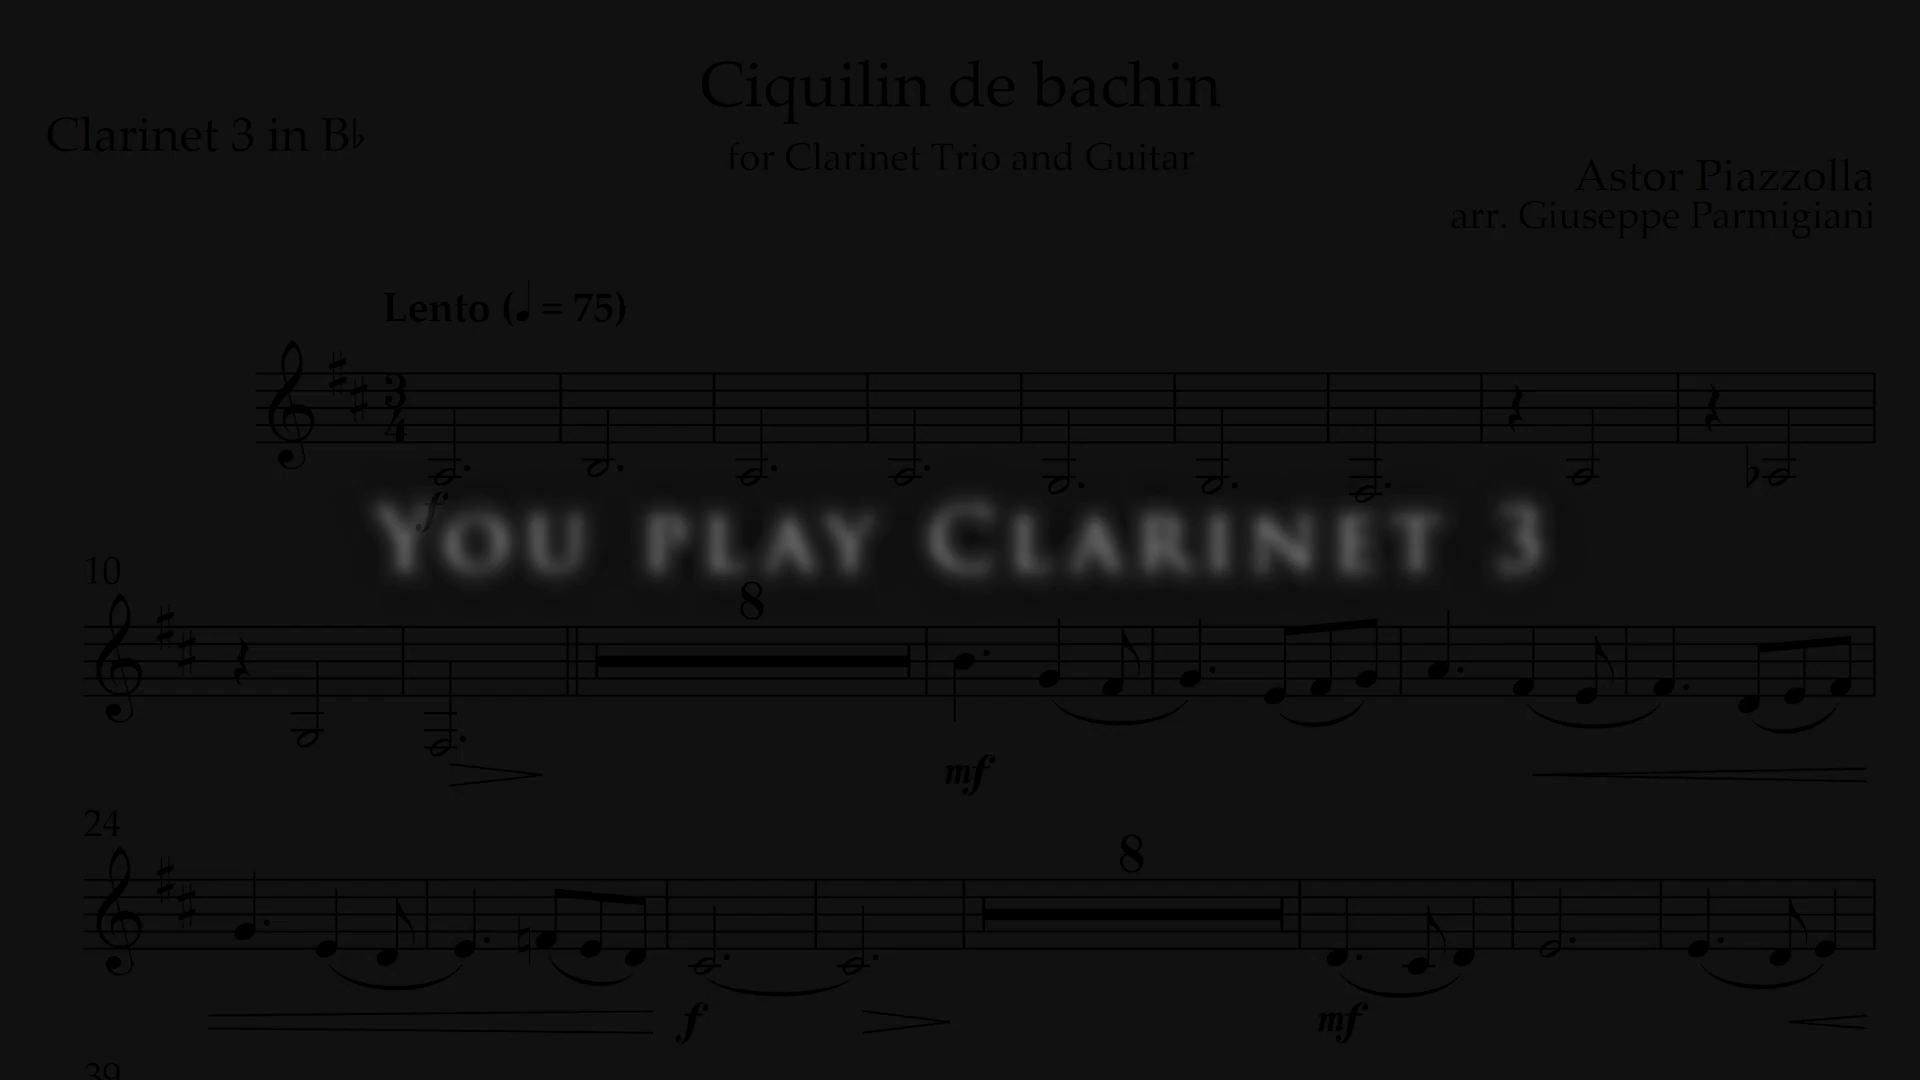 Ciquilin de bachin
Clarinet 3 in B♭
for Clarinet Trio and Guitar
Astor Piazzolla
arr. Giuseppe Parmigiani
Lento (♩ = 75)
3
4
f
You play Clarinet 3
10
8
mf
24
8
f
mf
39